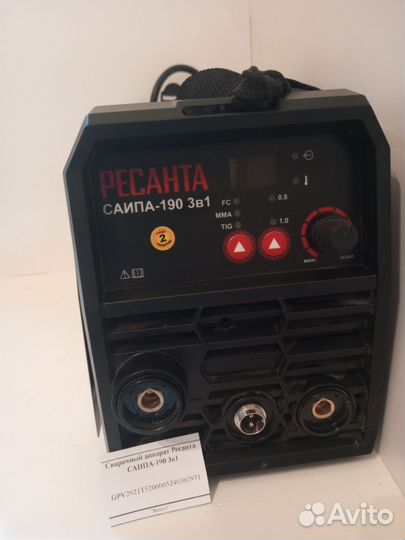 РЕСАНТА
САИПА-190 3в1
FC
0.8
MMA
TIG
1.0
МИН.
МАКС.
2
Сварочный аппарат Ресанта
САИПА-190 3в1
GPV2921T5200005240302971
Avito